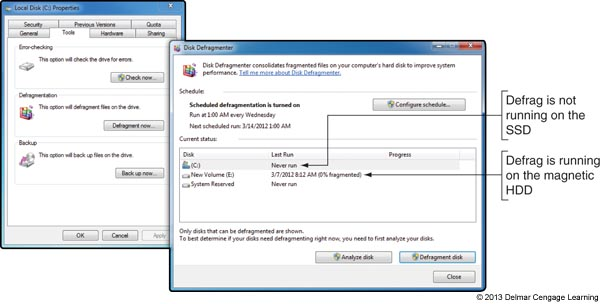 Local Disk (C:) Properties
Security Previous Versions Quota
General Tools Hardware Sharing
Error-checking
This option will check the drive for errors.
Check now...
Defragmentation
This option will defragment files on the drive.
Defragment now...
Backup
This option will back up files on the drive.
Back up now...
OK Cancel Apply
Disk Defragmenter
Disk Defragmenter consolidates fragmented files on your computer's hard disk to improve system
performance. Tell me more about Disk Defragmenter.
Schedule:
Scheduled defragmentation is turned on
Configure schedule...
Run at 1:00 AM every Wednesday
Next scheduled run: 3/14/2012 1:00 AM
Current status:
Disk Last Run Progress
(C:) Never run
New Volume (E:) 3/7/2012 8:12 AM (0% fragmented)
System Reserved Never run
Only disks that can be defragmented are shown.
To best determine if your disks need defragmenting right now, you need to first analyze your disks.
Analyze disk Defragment disk
Close
Defrag is not
running on the
SSD
Defrag is running
on the magnetic
HDD
© 2013 Delmar Cengage Learning